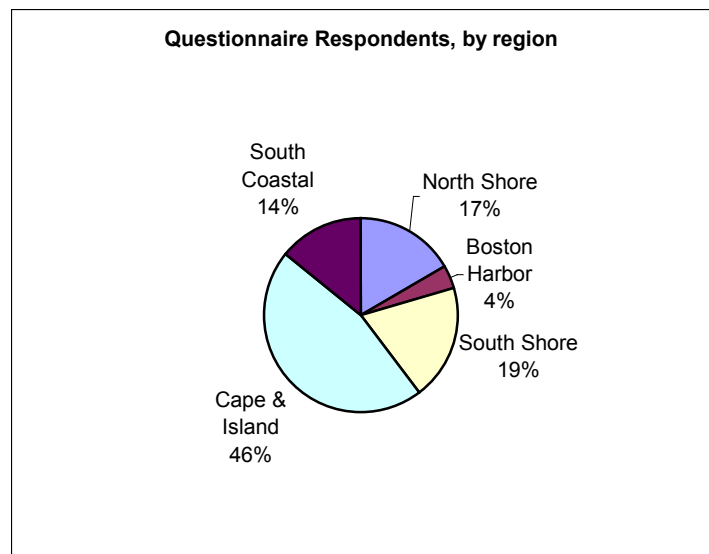 Questionnaire Respondents, by region
South
Coastal
14%
North Shore
17%
Boston
Harbor
4%
South Shore
19%
Cape &
Island
46%